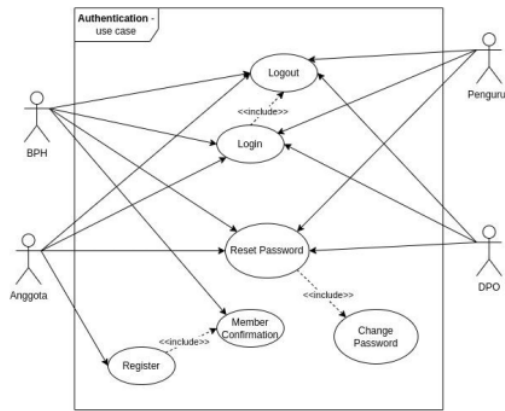 Authentication -
use case
Logout
Penguru
<<include>>
BPH
Login
Reset Password
Anggota
DPO
<<include>>
Member
Confirmation
Change
Password
<<include>>
Register